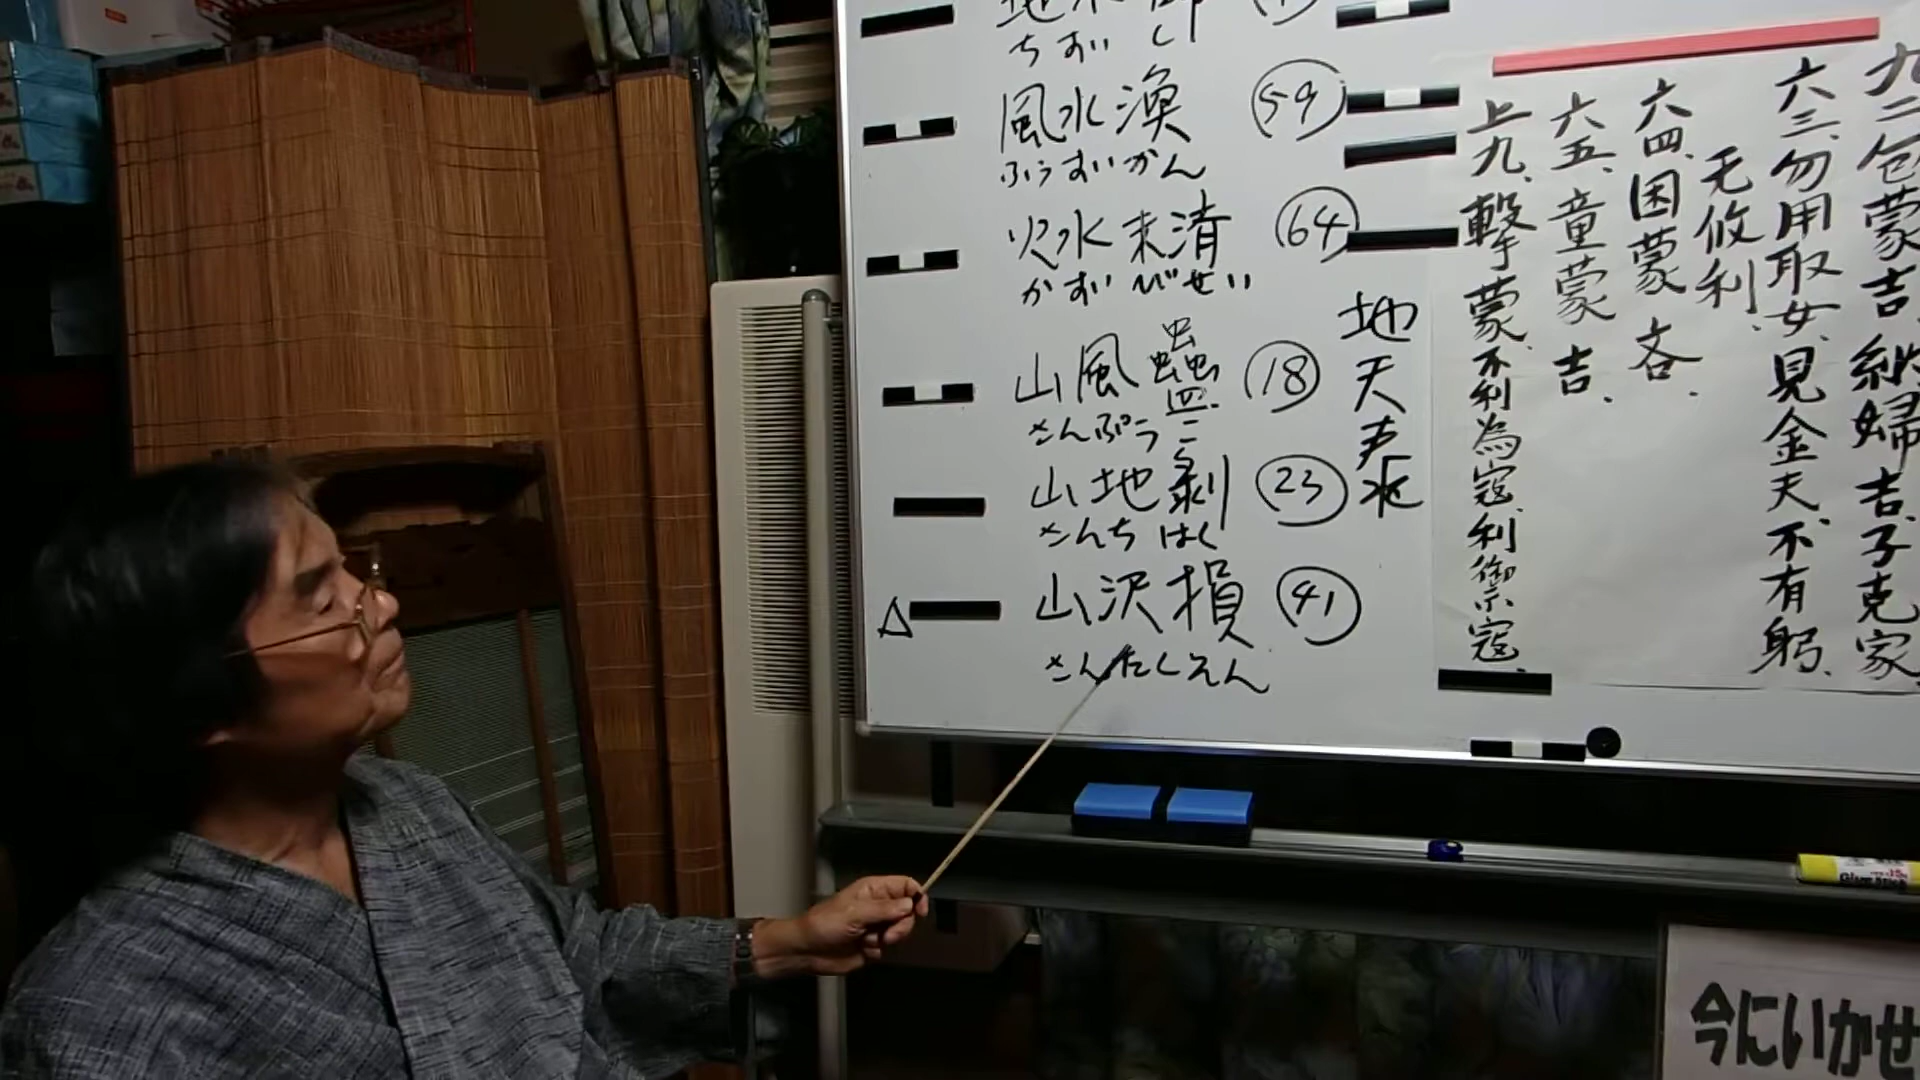 地水師
ちすいし
風水渙 59
ふうすいかん
火水未済 64
かすいびせい
山風蠱 18
さんぷうこ
山地剥 23
さんちはく
山沢損 41
さんたくそん
地天泰
九二、包蒙吉、納婦吉、子克家
六三、勿用取女、見金夫、不有躬、
无攸利、
六四、困蒙、吝、
六五、童蒙、吉、
上九、撃蒙、不利為寇、利禦寇、
Glue Stick
今にいかせ